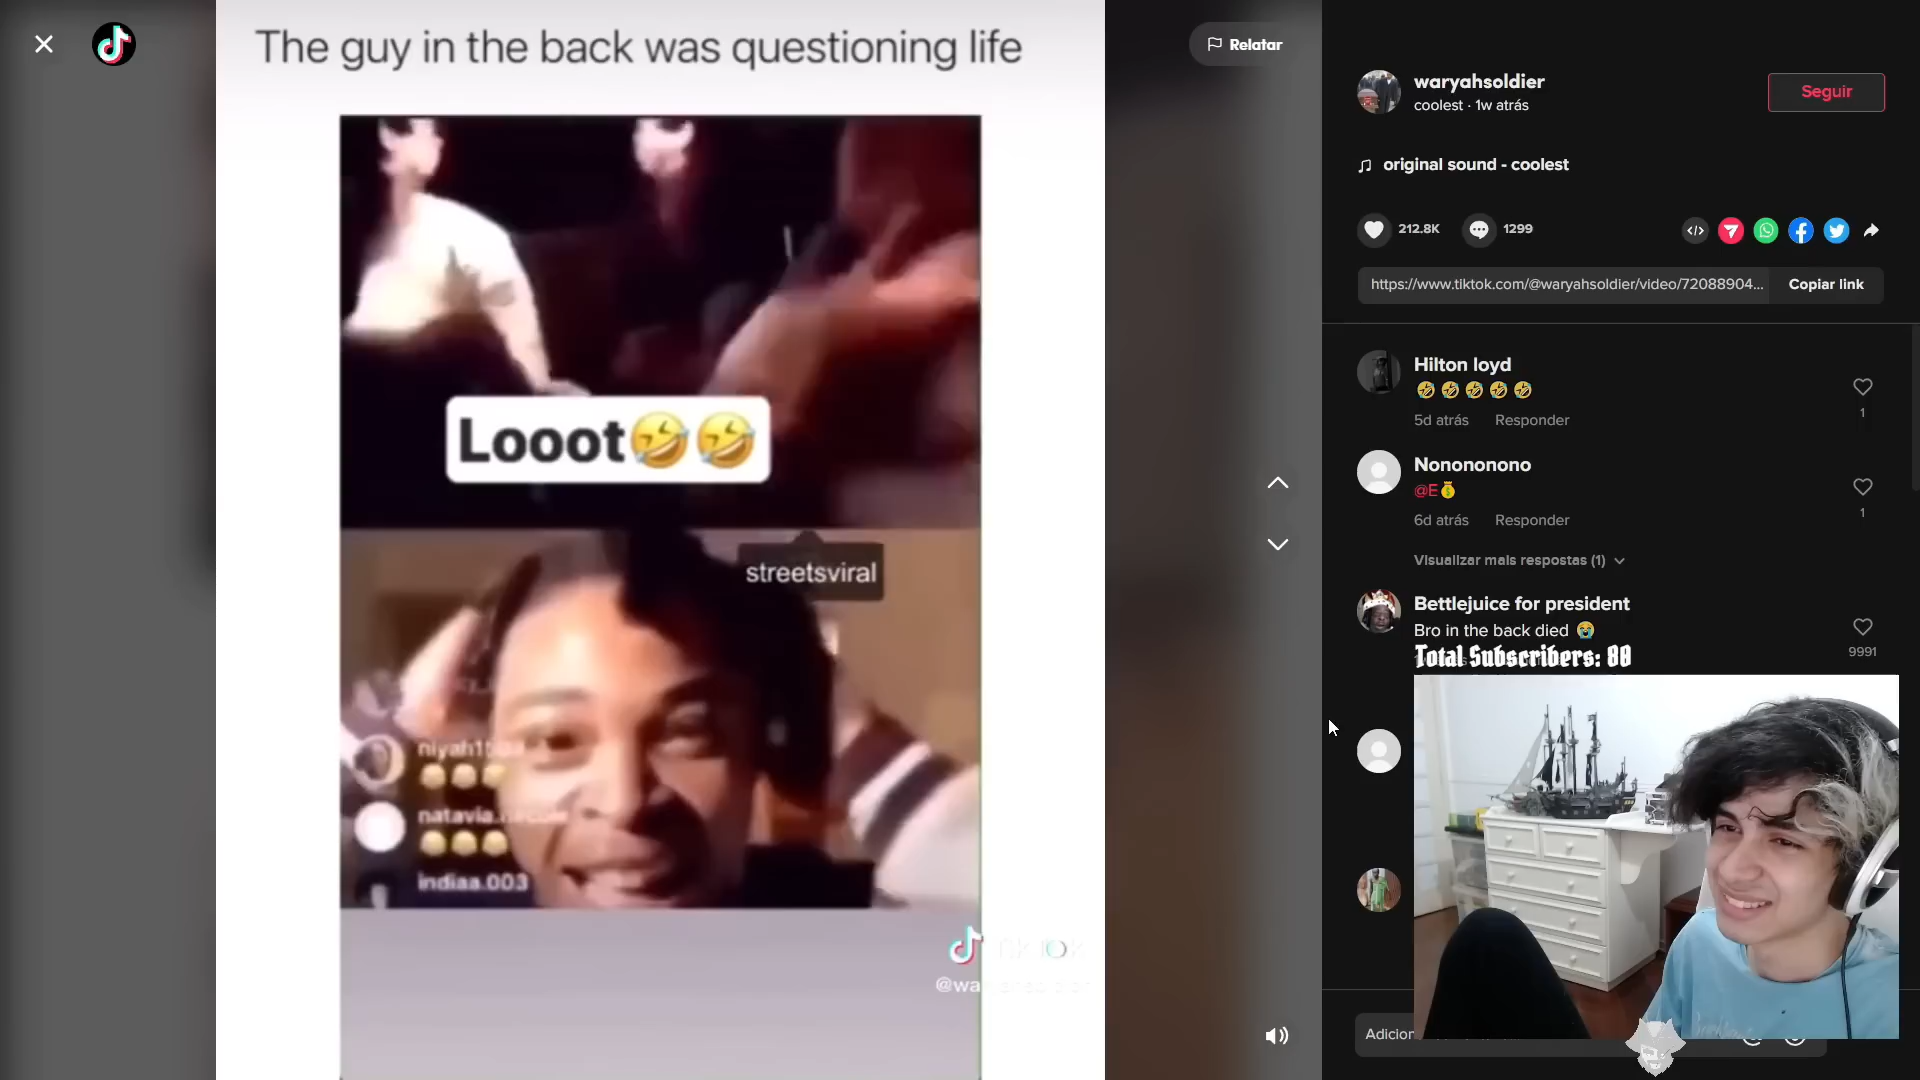 The guy in the back was questioning life
Looot🤣🤣
streetsviral
natavia.
indiaa.003
Relatar
waryahsoldier
coolest · 1w atrás
Seguir
original sound - coolest
212.8K
1299
https://www.tiktok.com/@waryahsoldier/video/72088904...
Copiar link
Hilton loyd
🤣🤣🤣🤣🤣
5d atrás Responder
1
Nonononono
@E💰
6d atrás Responder
1
Visualizar mais respostas (1)
Bettlejuice for president
Bro in the back died 😭
9991
Total Subscribers: 80
Adicion